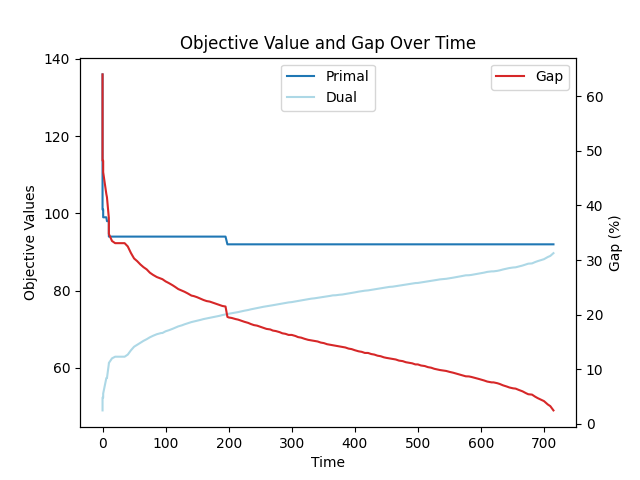 Objective Value and Gap Over Time
Primal
Dual
Gap
140
120
100
80
60
Objective Values
60
50
40
30
20
10
0
Gap (%)
0 100 200 300 400 500 600 700
Time